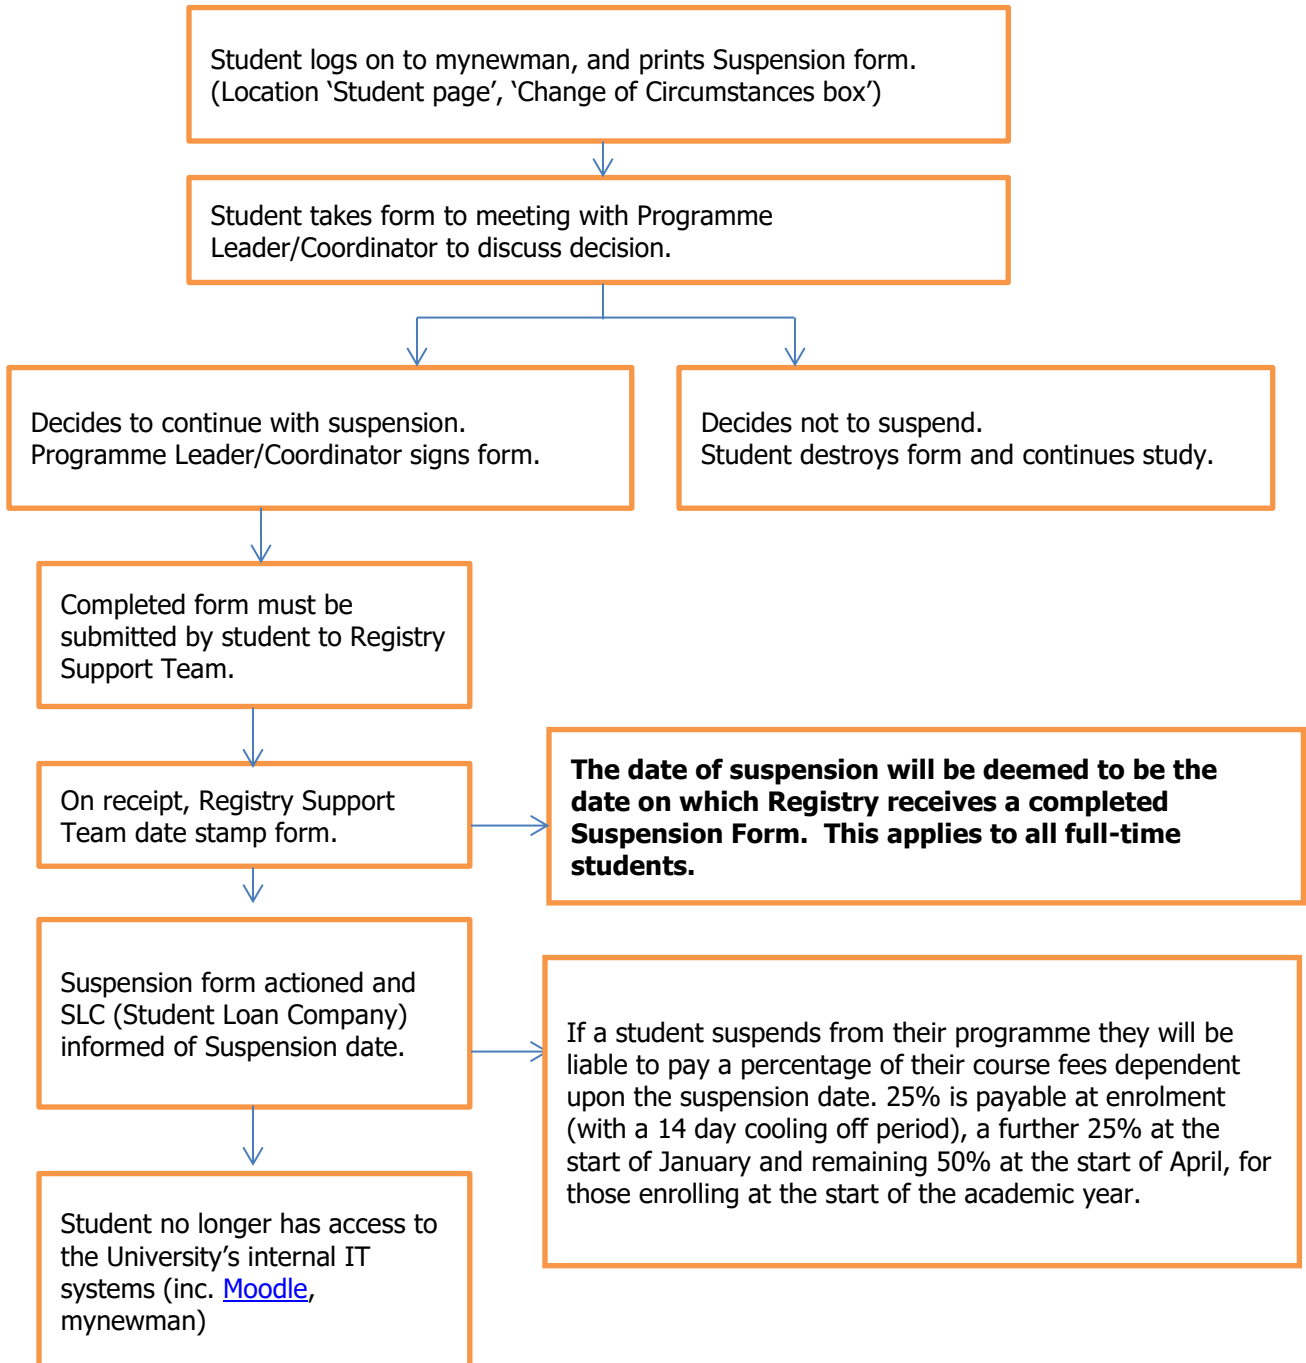 Student logs on to mynewman, and prints Suspension form.
(Location ‘Student page’, ‘Change of Circumstances box’)
Student takes form to meeting with Programme
Leader/Coordinator to discuss decision.
Decides to continue with suspension.
Programme Leader/Coordinator signs form.
Decides not to suspend.
Student destroys form and continues study.
Completed form must be
submitted by student to Registry
Support Team.
On receipt, Registry Support
Team date stamp form.
The date of suspension will be deemed to be the
date on which Registry receives a completed
Suspension Form.  This applies to all full-time
students.
Suspension form actioned and
SLC (Student Loan Company)
informed of Suspension date.
If a student suspends from their programme they will be
liable to pay a percentage of their course fees dependent
upon the suspension date. 25% is payable at enrolment
(with a 14 day cooling off period), a further 25% at the
start of January and remaining 50% at the start of April, for
those enrolling at the start of the academic year.
Student no longer has access to
the University’s internal IT
systems (inc. Moodle,
mynewman)